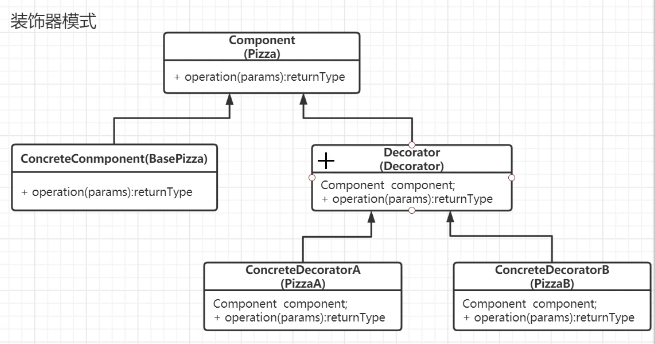 装饰器模式
Component
(Pizza)
+ operation(params):returnType
ConcreteConmponent(BasePizza)
+ operation(params):returnType
Decorator
(Decorator)
Component component;
+ operation(params):returnType
ConcreteDecoratorA
(PizzaA)
Component component;
+ operation(params):returnType
ConcreteDecoratorB
(PizzaB)
Component component;
+ operation(params):returnType